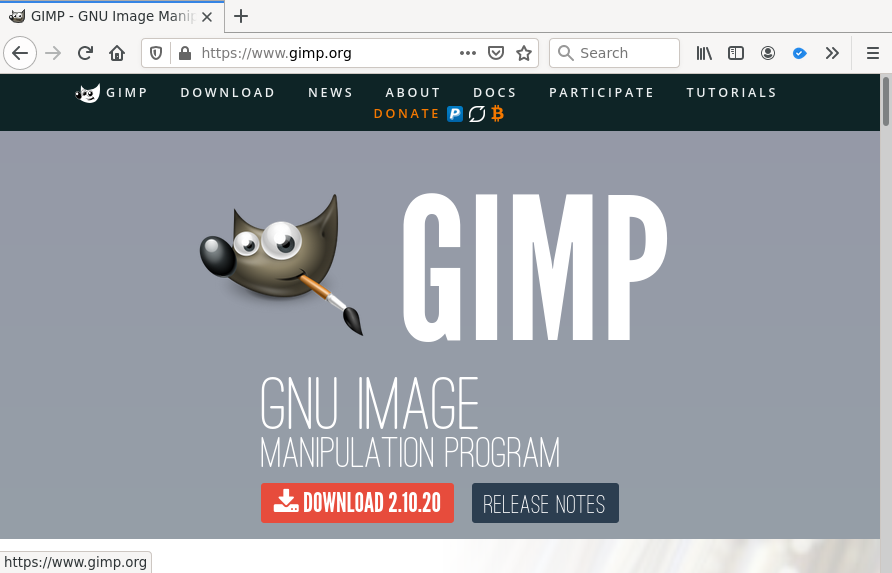 GIMP - GNU Image Manip
https://www.gimp.org
Search
GIMP DOWNLOAD NEWS ABOUT DOCS PARTICIPATE TUTORIALS
DONATE
GIMP
GNU IMAGE
MANIPULATION PROGRAM
DOWNLOAD 2.10.20 RELEASE NOTES
https://www.gimp.org